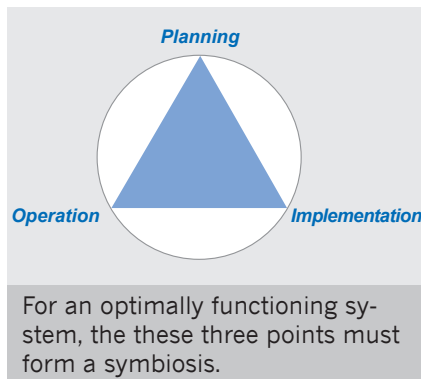 Planning
Operation
Implementation
For an optimally functioning sy-
stem, the these three points must
form a symbiosis.